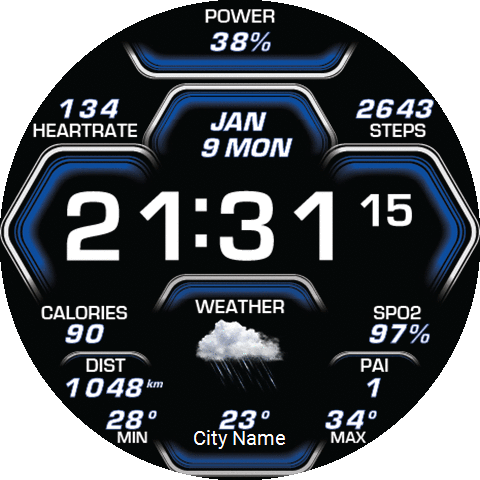 POWER
38%
134
HEARTRATE
JAN
9 MON
2643
STEPS
21:31 15
CALORIES
90
WEATHER
SPO2
97%
DIST
1048 km
PAI
1
28° 23° 34°
MIN City Name MAX